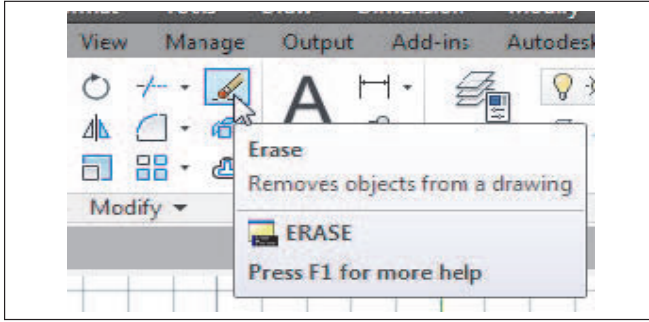 View Manage Output Add-ins Autodesk
A
Erase
Removes objects from a drawing
Modify
ERASE
Press F1 for more help